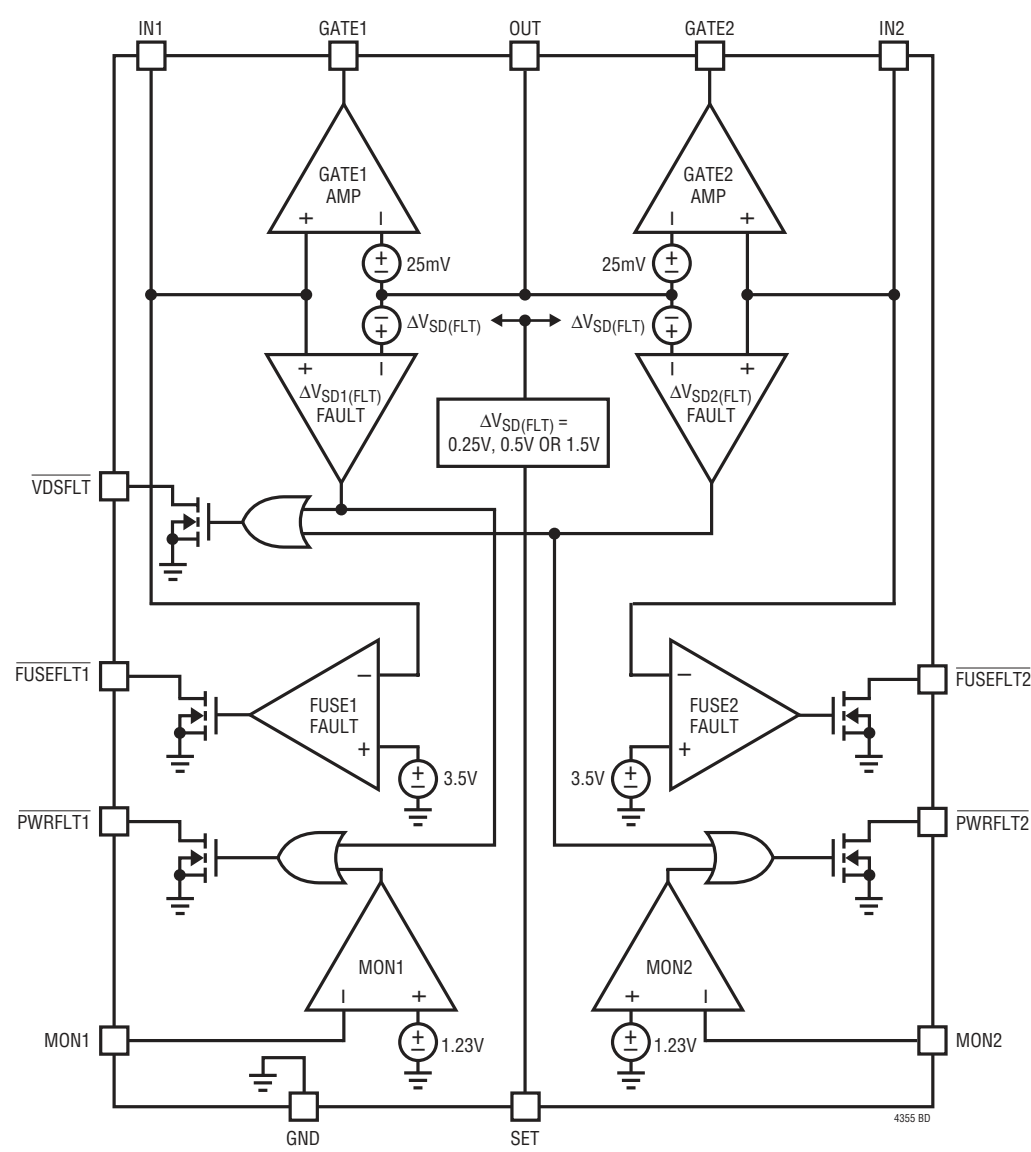 IN1 GATE1 OUT GATE2 IN2
GATE1
AMP
+ –
GATE2
AMP
– +
+
–
25mV
25mV
+
–
–
+
ΔVSD(FLT)
ΔVSD(FLT)
–
+
+ –
ΔVSD1(FLT)
FAULT
– +
ΔVSD2(FLT)
FAULT
ΔVSD(FLT) =
0.25V, 0.5V OR 1.5V
VDSFLT
FUSEFLT1
–
FUSE1
FAULT
+
+
–
3.5V
–
FUSE2
FAULT
+
3.5V
+
–
FUSEFLT2
PWRFLT1
PWRFLT2
MON1
– +
MON2
+ –
MON1
+
–
1.23V
+
–
1.23V
MON2
GND
SET
4355 BD